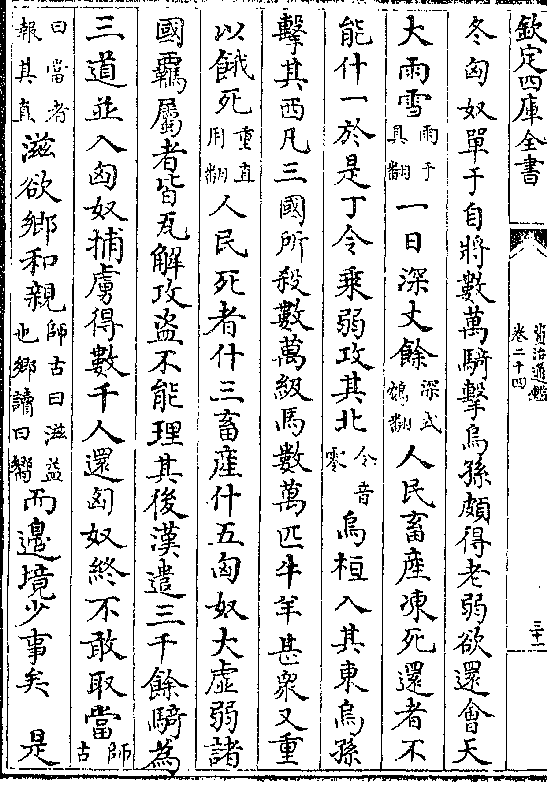 欽定四庫全書
資治通鑑
卷二十四
三十一
冬匈奴單于自將數萬騎擊烏孫頗得老弱欲還會天
大雨雪雨于具翻一日深丈餘深式鴆翻人民畜產凍死還者不
能什一於是丁令乘弱攻其北令音零烏桓入其東烏孫
擊其西凡三國所殺數萬級馬數萬匹牛羊甚衆又重
以餓死重直用翻人民死者什三畜產什五匈奴大虛弱諸
國羈屬者皆瓦解攻盜不能理其後漢遣三千餘騎為
三道並入匈奴捕虜得數千人還匈奴終不敢取當師古
曰當者報其直滋欲鄉和親師古曰滋益也鄉讀曰嚮而邊境少事矣 是